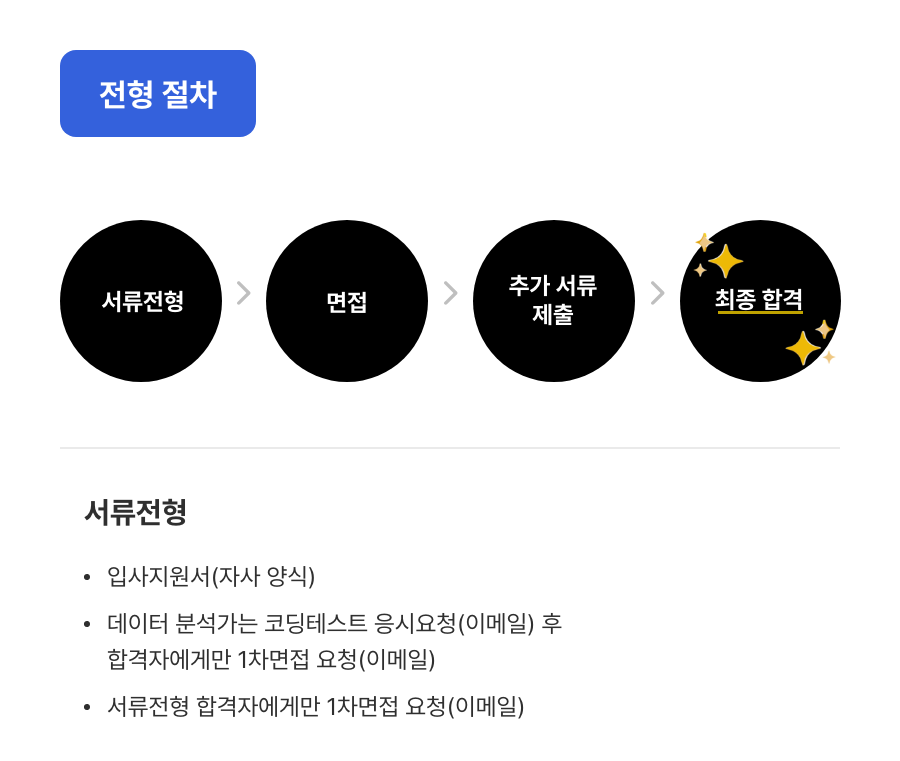 전형 절차
서류전형
면접
추가 서류
제출
최종 합격
서류전형
• 입사지원서(자사 양식)
• 데이터 분석가는 코딩테스트 응시요청(이메일) 후
합격자에게만 1차면접 요청(이메일)
• 서류전형 합격자에게만 1차면접 요청(이메일)